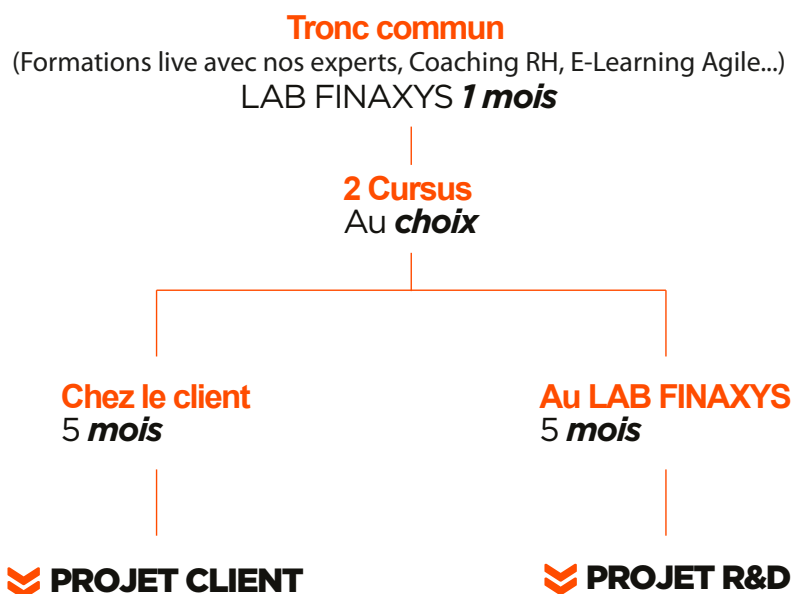 Tronc commun
(Formations live avec nos experts, Coaching RH, E-Learning Agile...)
LAB FINAXYS 1 mois
2 Cursus
Au choix
Chez le client
5 mois
Au LAB FINAXYS
5 mois
PROJET CLIENT
PROJET R&D